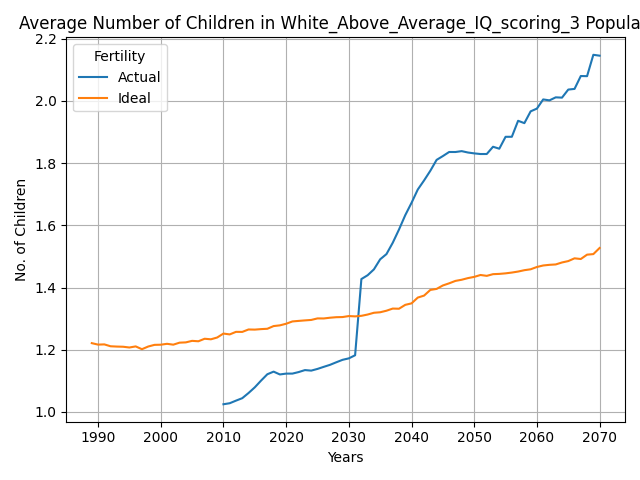 Average Number of Children in White_Above_Average_IQ_scoring_3 Popula
Fertility
Actual
Ideal
No. of Children
2.2
2.0
1.8
1.6
1.4
1.2
1.0
1990 2000 2010 2020 2030 2040 2050 2060 2070
Years